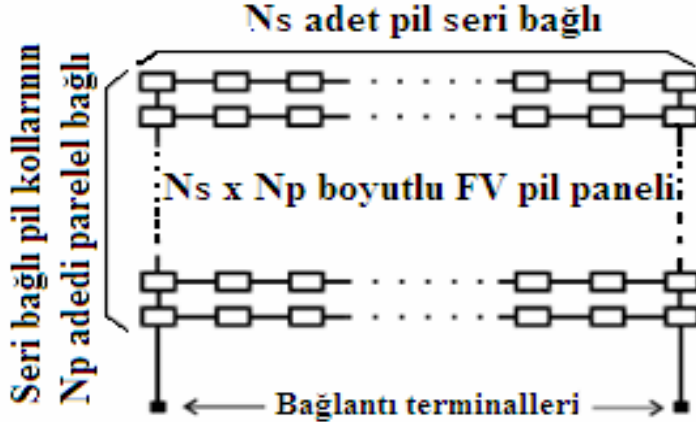 Ns adet pil seri bağlı
Seri bağlı pil kollarının
Np adedi parelel bağlı
Ns x Np boyutlu FV pil paneli
Bağlantı terminalleri